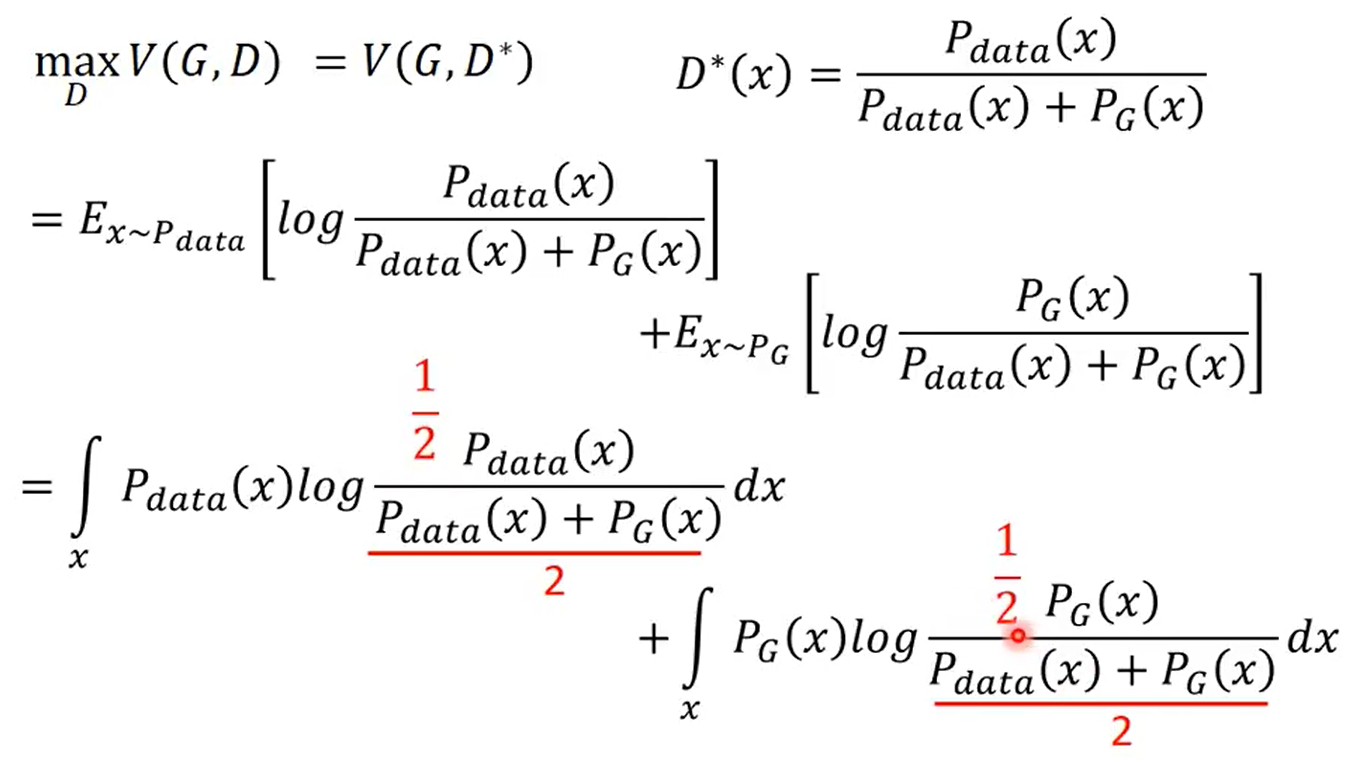 max_D V(G, D) = V(G, D*)
D*(x) = P_data(x) / (P_data(x) + P_G(x))
= E_{x~P_data} [log P_data(x) / (P_data(x) + P_G(x))]
+E_{x~P_G} [log P_G(x) / (P_data(x) + P_G(x))]
= ∫_x P_data(x)log (1/2 P_data(x)) / ((P_data(x) + P_G(x)) / 2) dx
+ ∫_x P_G(x)log (1/2 P_G(x)) / ((P_data(x) + P_G(x)) / 2) dx